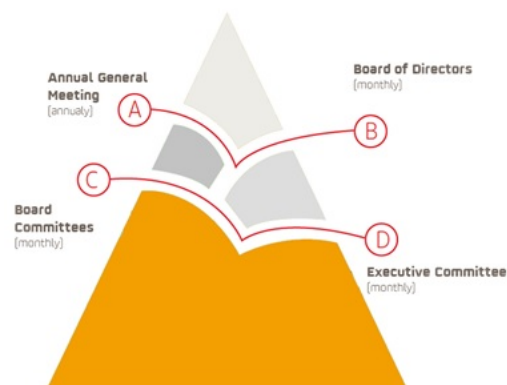 Annual General
Meeting
(annualy)
A
Board of Directors
(monthly)
B
C
Board
Committees
(monthly)
D
Executive Committee
(monthly)